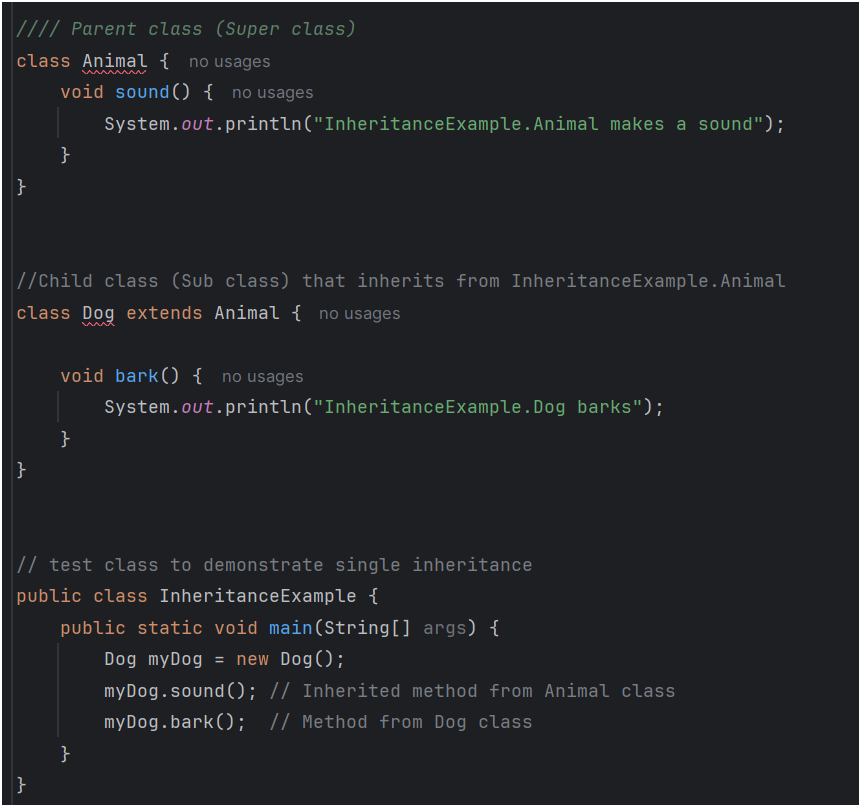 //// Parent class (Super class)
class Animal {  no usages
    void sound() {  no usages
        System.out.println("InheritanceExample.Animal makes a sound");
    }
}
//Child class (Sub class) that inherits from InheritanceExample.Animal
class Dog extends Animal {  no usages
    void bark() {  no usages
        System.out.println("InheritanceExample.Dog barks");
    }
}
// test class to demonstrate single inheritance
public class InheritanceExample {
    public static void main(String[] args) {
        Dog myDog = new Dog();
        myDog.sound(); // Inherited method from Animal class
        myDog.bark();  // Method from Dog class
    }
}